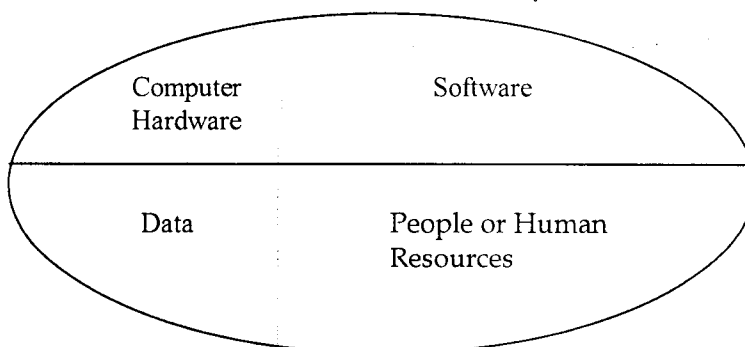 Computer
Hardware
Software
Data
People or Human
Resources